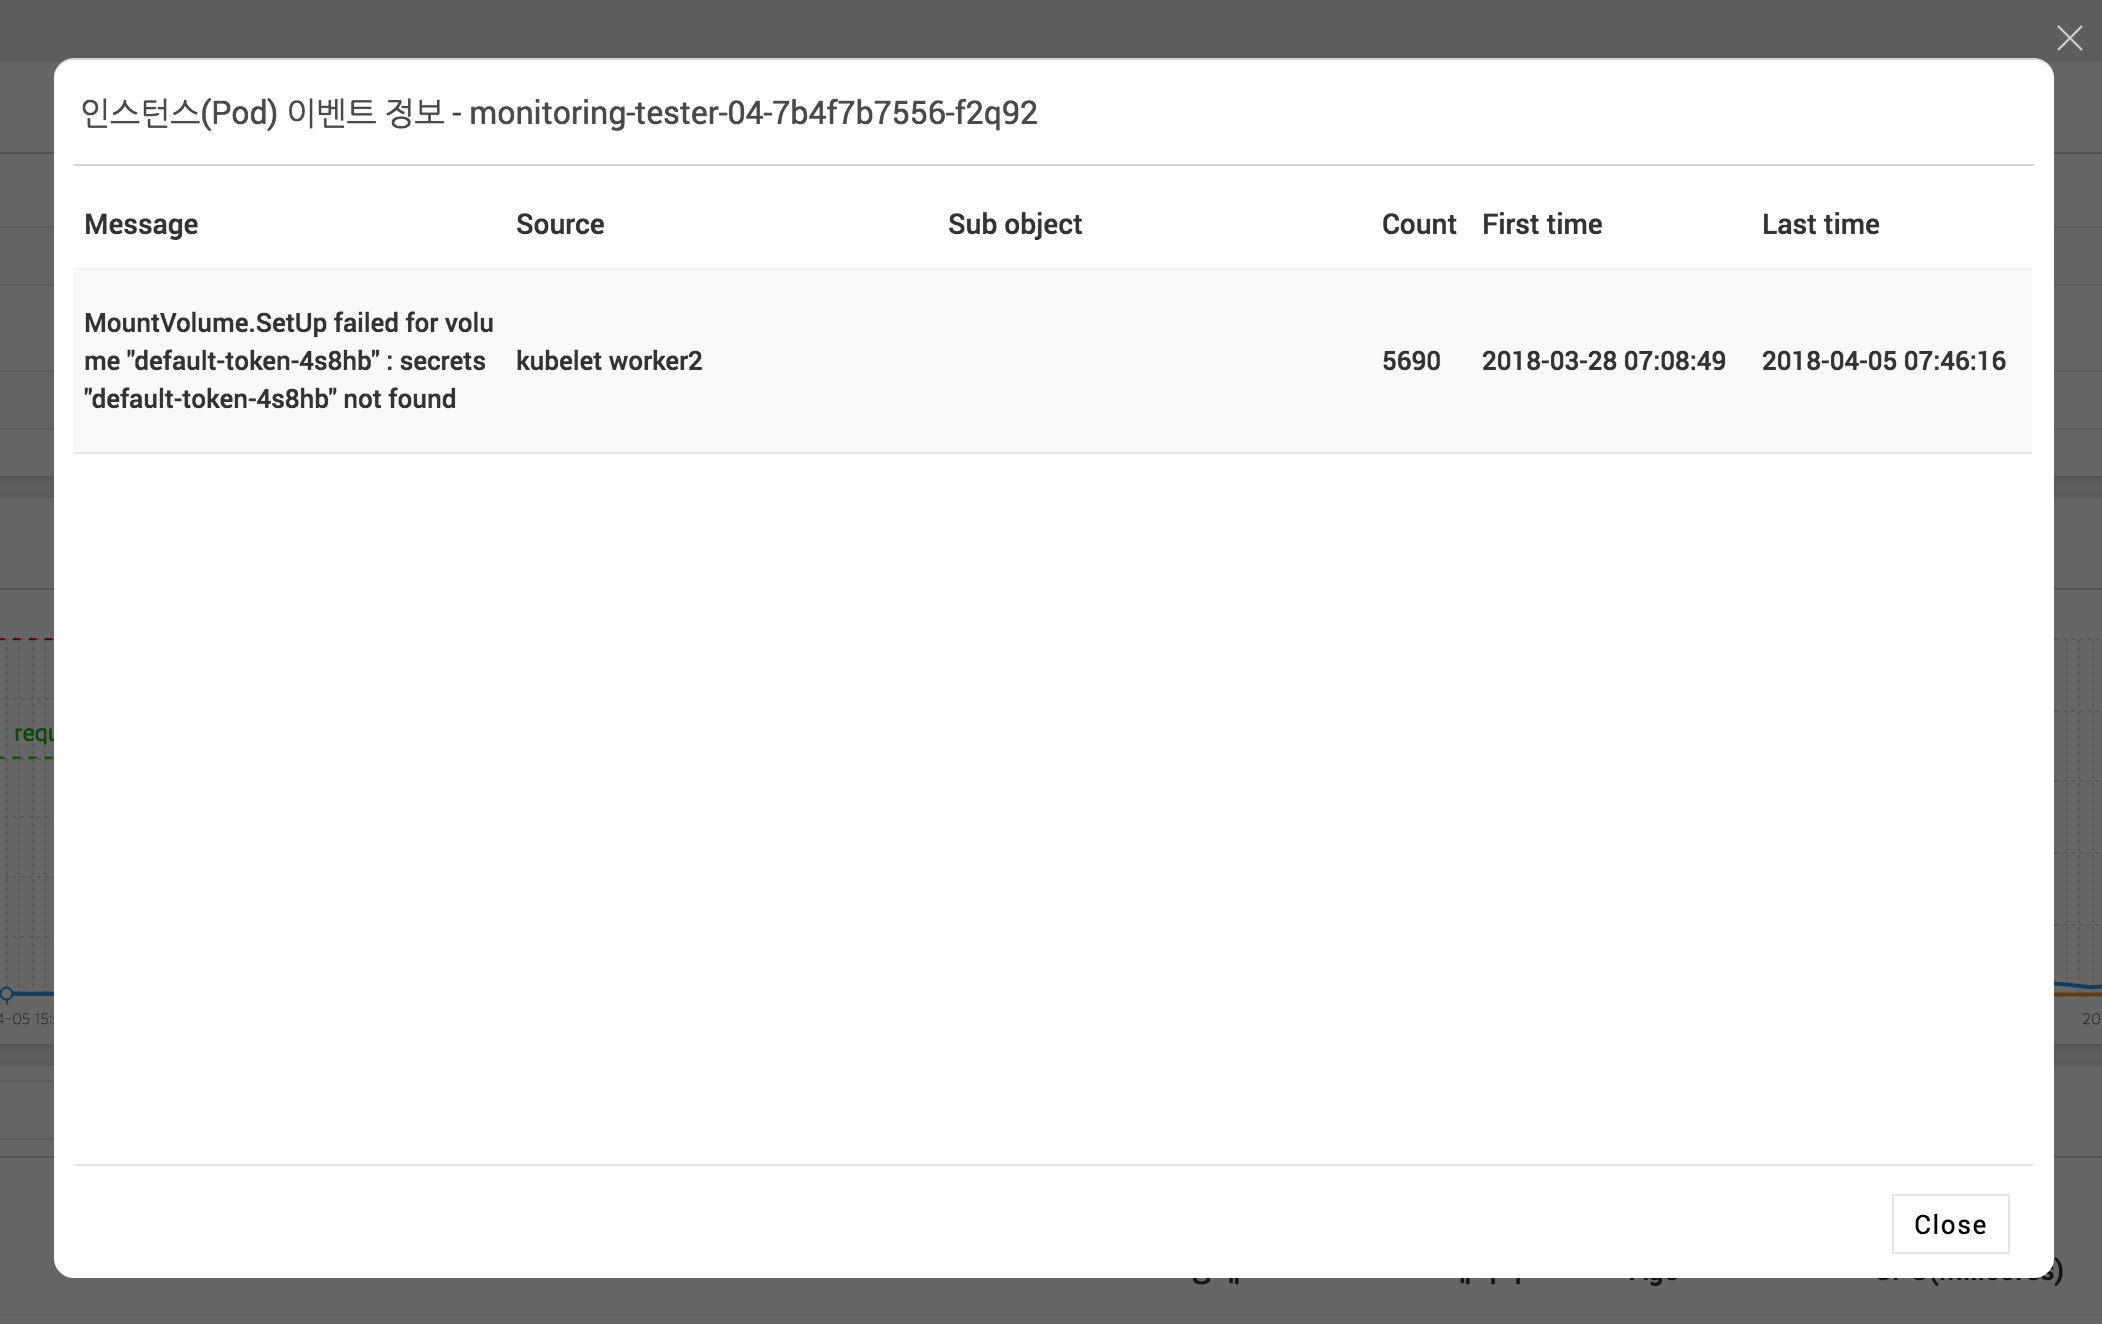 인스턴스(Pod) 이벤트 정보 - monitoring-tester-04-7b4f7b7556-f2q92
Message Source Sub object Count First time Last time
MountVolume.SetUp failed for volu
me "default-token-4s8hb" : secrets
"default-token-4s8hb" not found
kubelet worker2 5690 2018-03-28 07:08:49 2018-04-05 07:46:16
Close